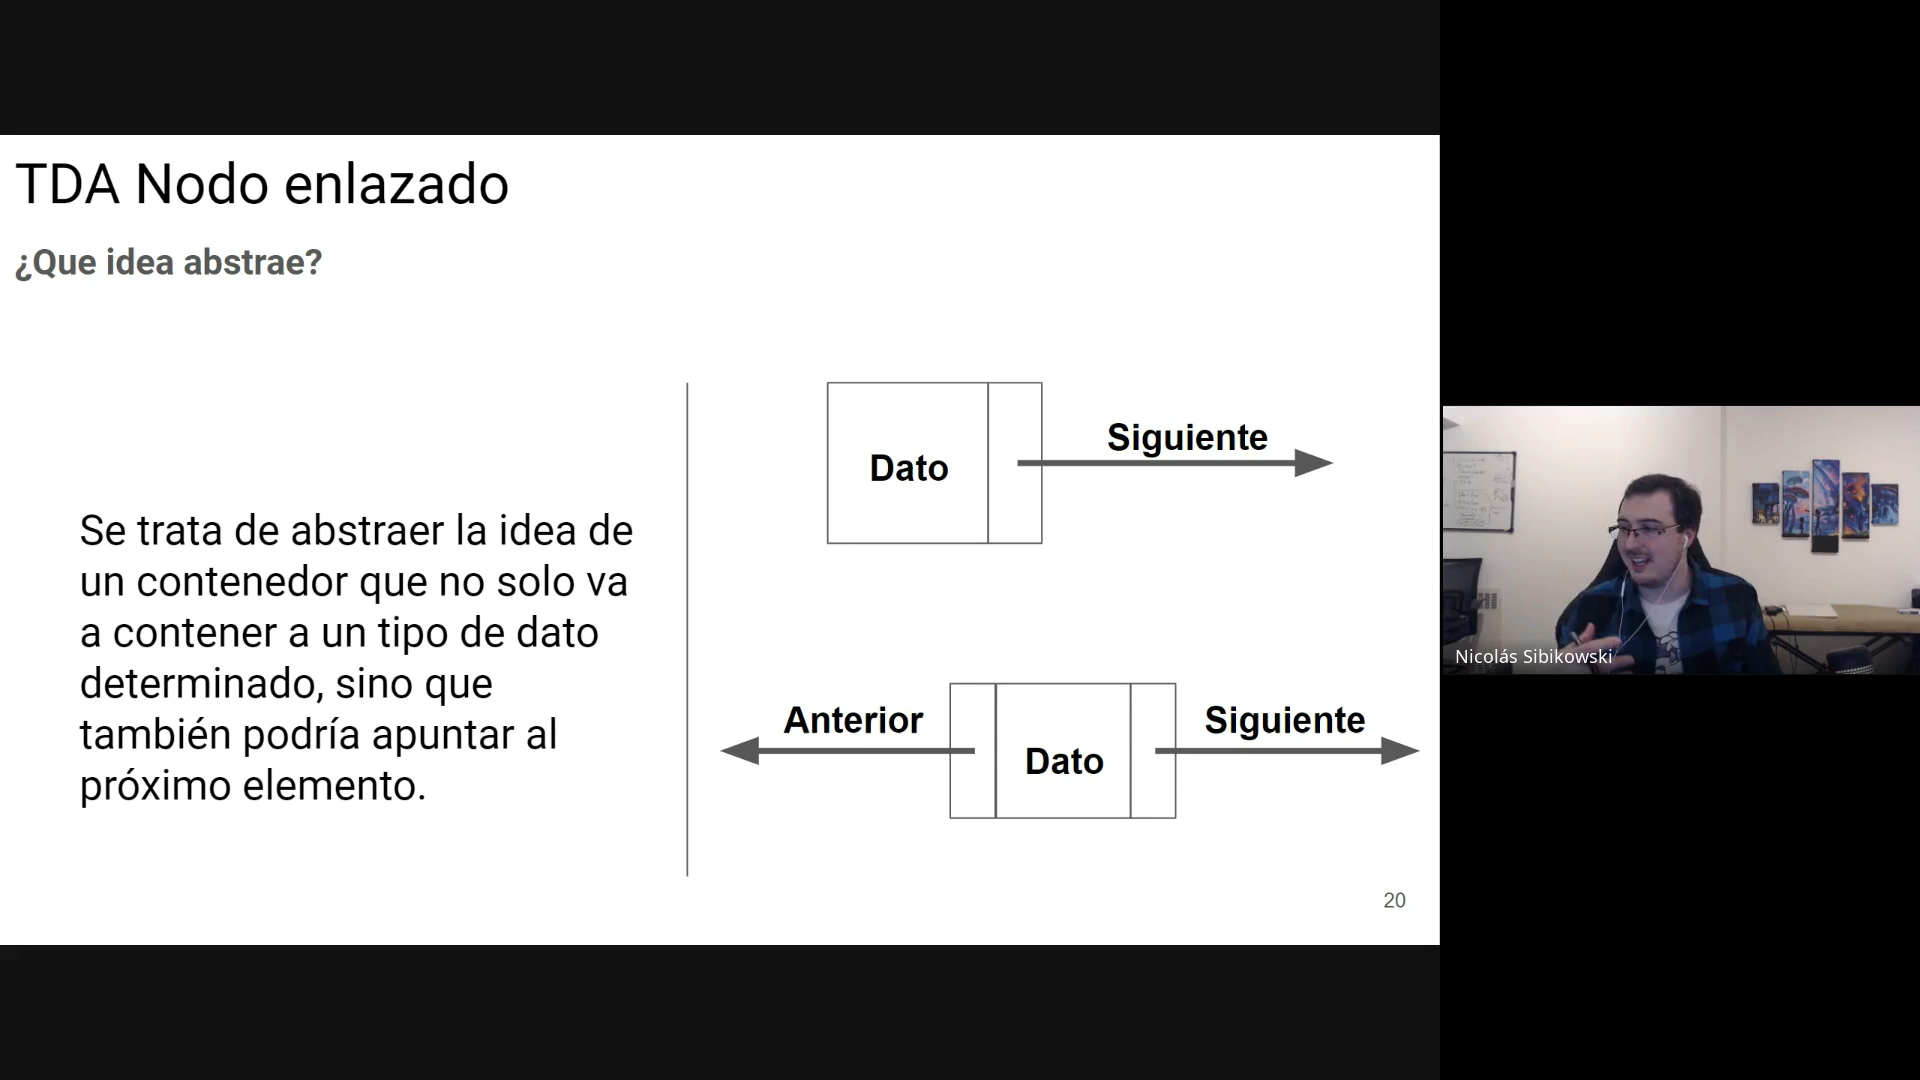 TDA Nodo enlazado
¿Que idea abstrae?
Se trata de abstraer la idea de
un contenedor que no solo va
a contener a un tipo de dato
determinado, sino que
también podría apuntar al
próximo elemento.
Dato
Siguiente
Anterior
Dato
Siguiente
20
Nicolás Sibikowski